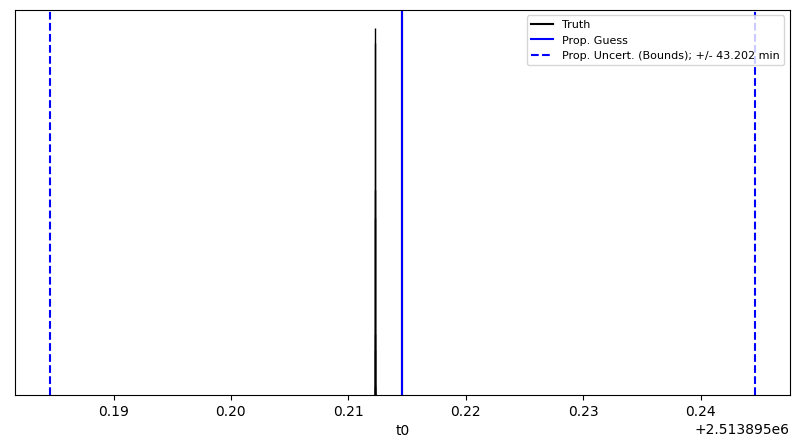 Truth
Prop. Guess
Prop. Uncert. (Bounds); +/- 43.202 min
0.19 0.20 0.21 0.22 0.23 0.24
t0
+2.513895e6